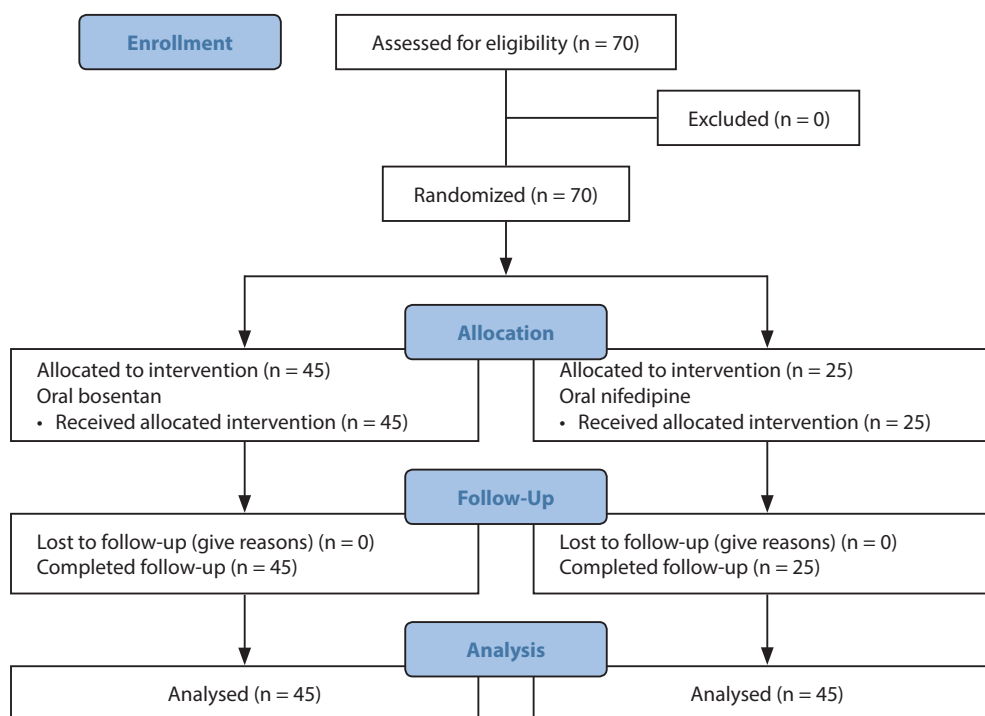 Enrollment
Assessed for eligibility (n = 70)
Excluded (n = 0)
Randomized (n = 70)
Allocation
Allocated to intervention (n = 45)
Oral bosentan
• Received allocated intervention (n = 45)
Allocated to intervention (n = 25)
Oral nifedipine
• Received allocated intervention (n = 25)
Follow-Up
Lost to follow-up (give reasons) (n = 0)
Completed follow-up (n = 45)
Lost to follow-up (give reasons) (n = 0)
Completed follow-up (n = 25)
Analysis
Analysed (n = 45)
Analysed (n = 45)